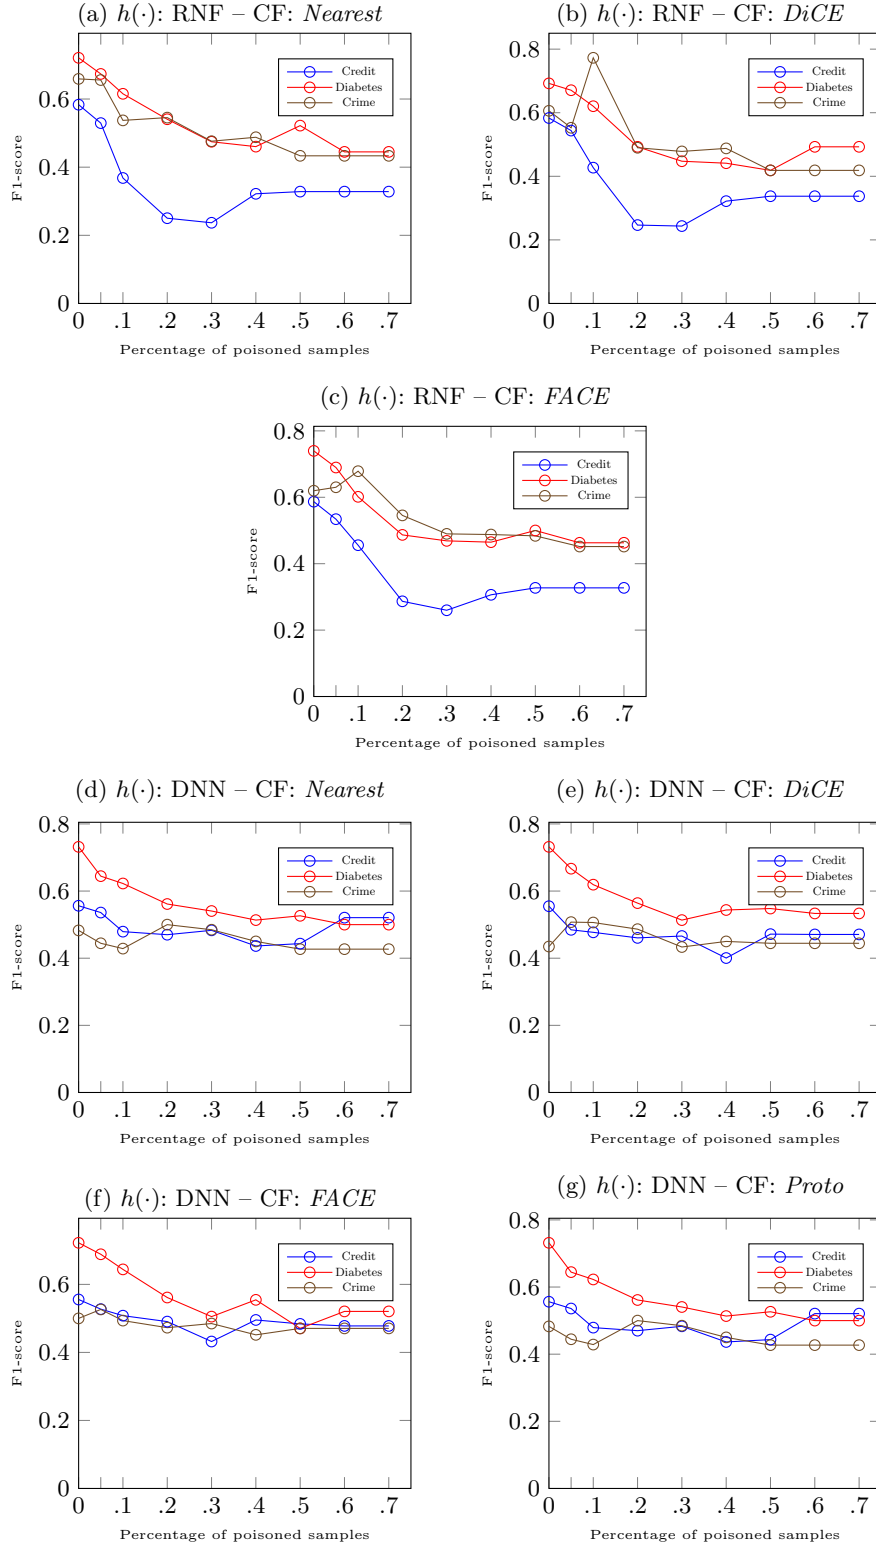 (a) h(·): RNF – CF: Nearest
0.6
0.4
0.2
0
F1-score
Credit
Diabetes
Crime
0 .1 .2 .3 .4 .5 .6 .7
Percentage of poisoned samples
(b) h(·): RNF – CF: DiCE
0.8
0.6
0.4
0.2
0
F1-score
Credit
Diabetes
Crime
0 .1 .2 .3 .4 .5 .6 .7
Percentage of poisoned samples
(c) h(·): RNF – CF: FACE
0.8
0.6
0.4
0.2
0
F1-score
Credit
Diabetes
Crime
0 .1 .2 .3 .4 .5 .6 .7
Percentage of poisoned samples
(d) h(·): DNN – CF: Nearest
0.8
0.6
0.4
0.2
0
F1-score
Credit
Diabetes
Crime
0 .1 .2 .3 .4 .5 .6 .7
Percentage of poisoned samples
(e) h(·): DNN – CF: DiCE
0.8
0.6
0.4
0.2
0
F1-score
Credit
Diabetes
Crime
0 .1 .2 .3 .4 .5 .6 .7
Percentage of poisoned samples
(f) h(·): DNN – CF: FACE
0.6
0.4
0.2
0
F1-score
Credit
Diabetes
Crime
0 .1 .2 .3 .4 .5 .6 .7
Percentage of poisoned samples
(g) h(·): DNN – CF: Proto
0.8
0.6
0.4
0.2
0
F1-score
Credit
Diabetes
Crime
0 .1 .2 .3 .4 .5 .6 .7
Percentage of poisoned samples